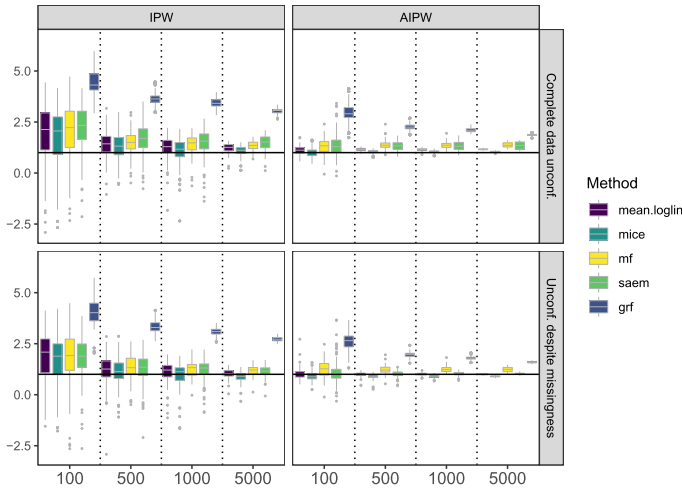 IPW
AIPW
5.0
2.5
0.0
−2.5
Complete data unconf.
5.0
2.5
0.0
−2.5
Unconf. despite missingness
100
500
1000
5000
100
500
1000
5000
Method
mean.loglin
mice
mf
saem
grf